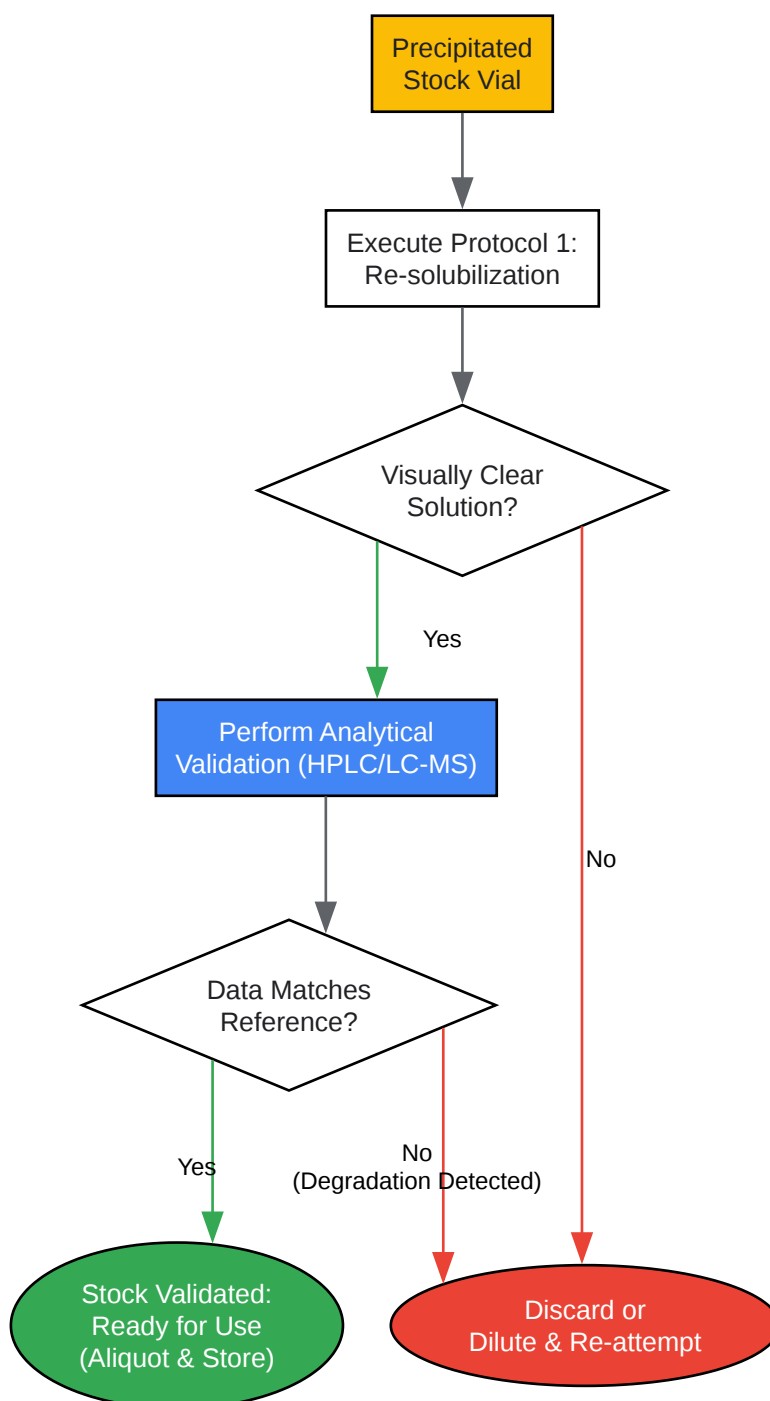 Precipitated
Stock Vial
Execute Protocol 1:
Re-solubilization
Visually Clear
Solution?
Yes
Perform Analytical
Validation (HPLC/LC-MS)
No
Data Matches
Reference?
Yes
No
(Degradation Detected)
Stock Validated:
Ready for Use
(Aliquot & Store)
Discard or
Dilute & Re-attempt